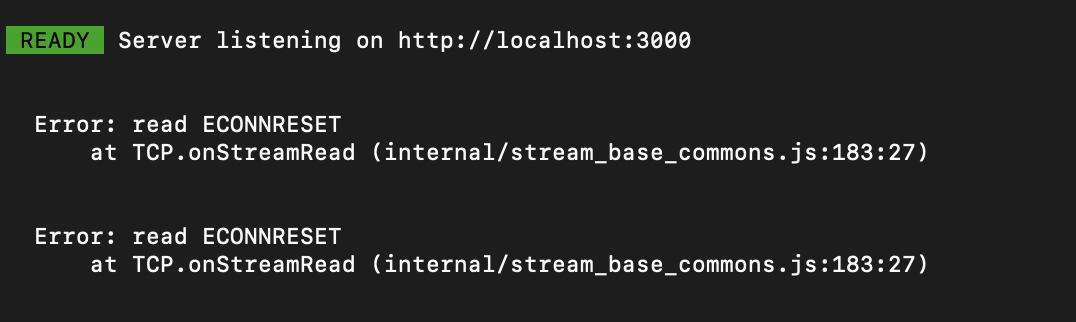 READY Server listening on http://localhost:3000
Error: read ECONNRESET
at TCP.onStreamRead (internal/stream_base_commons.js:183:27)
Error: read ECONNRESET
at TCP.onStreamRead (internal/stream_base_commons.js:183:27)